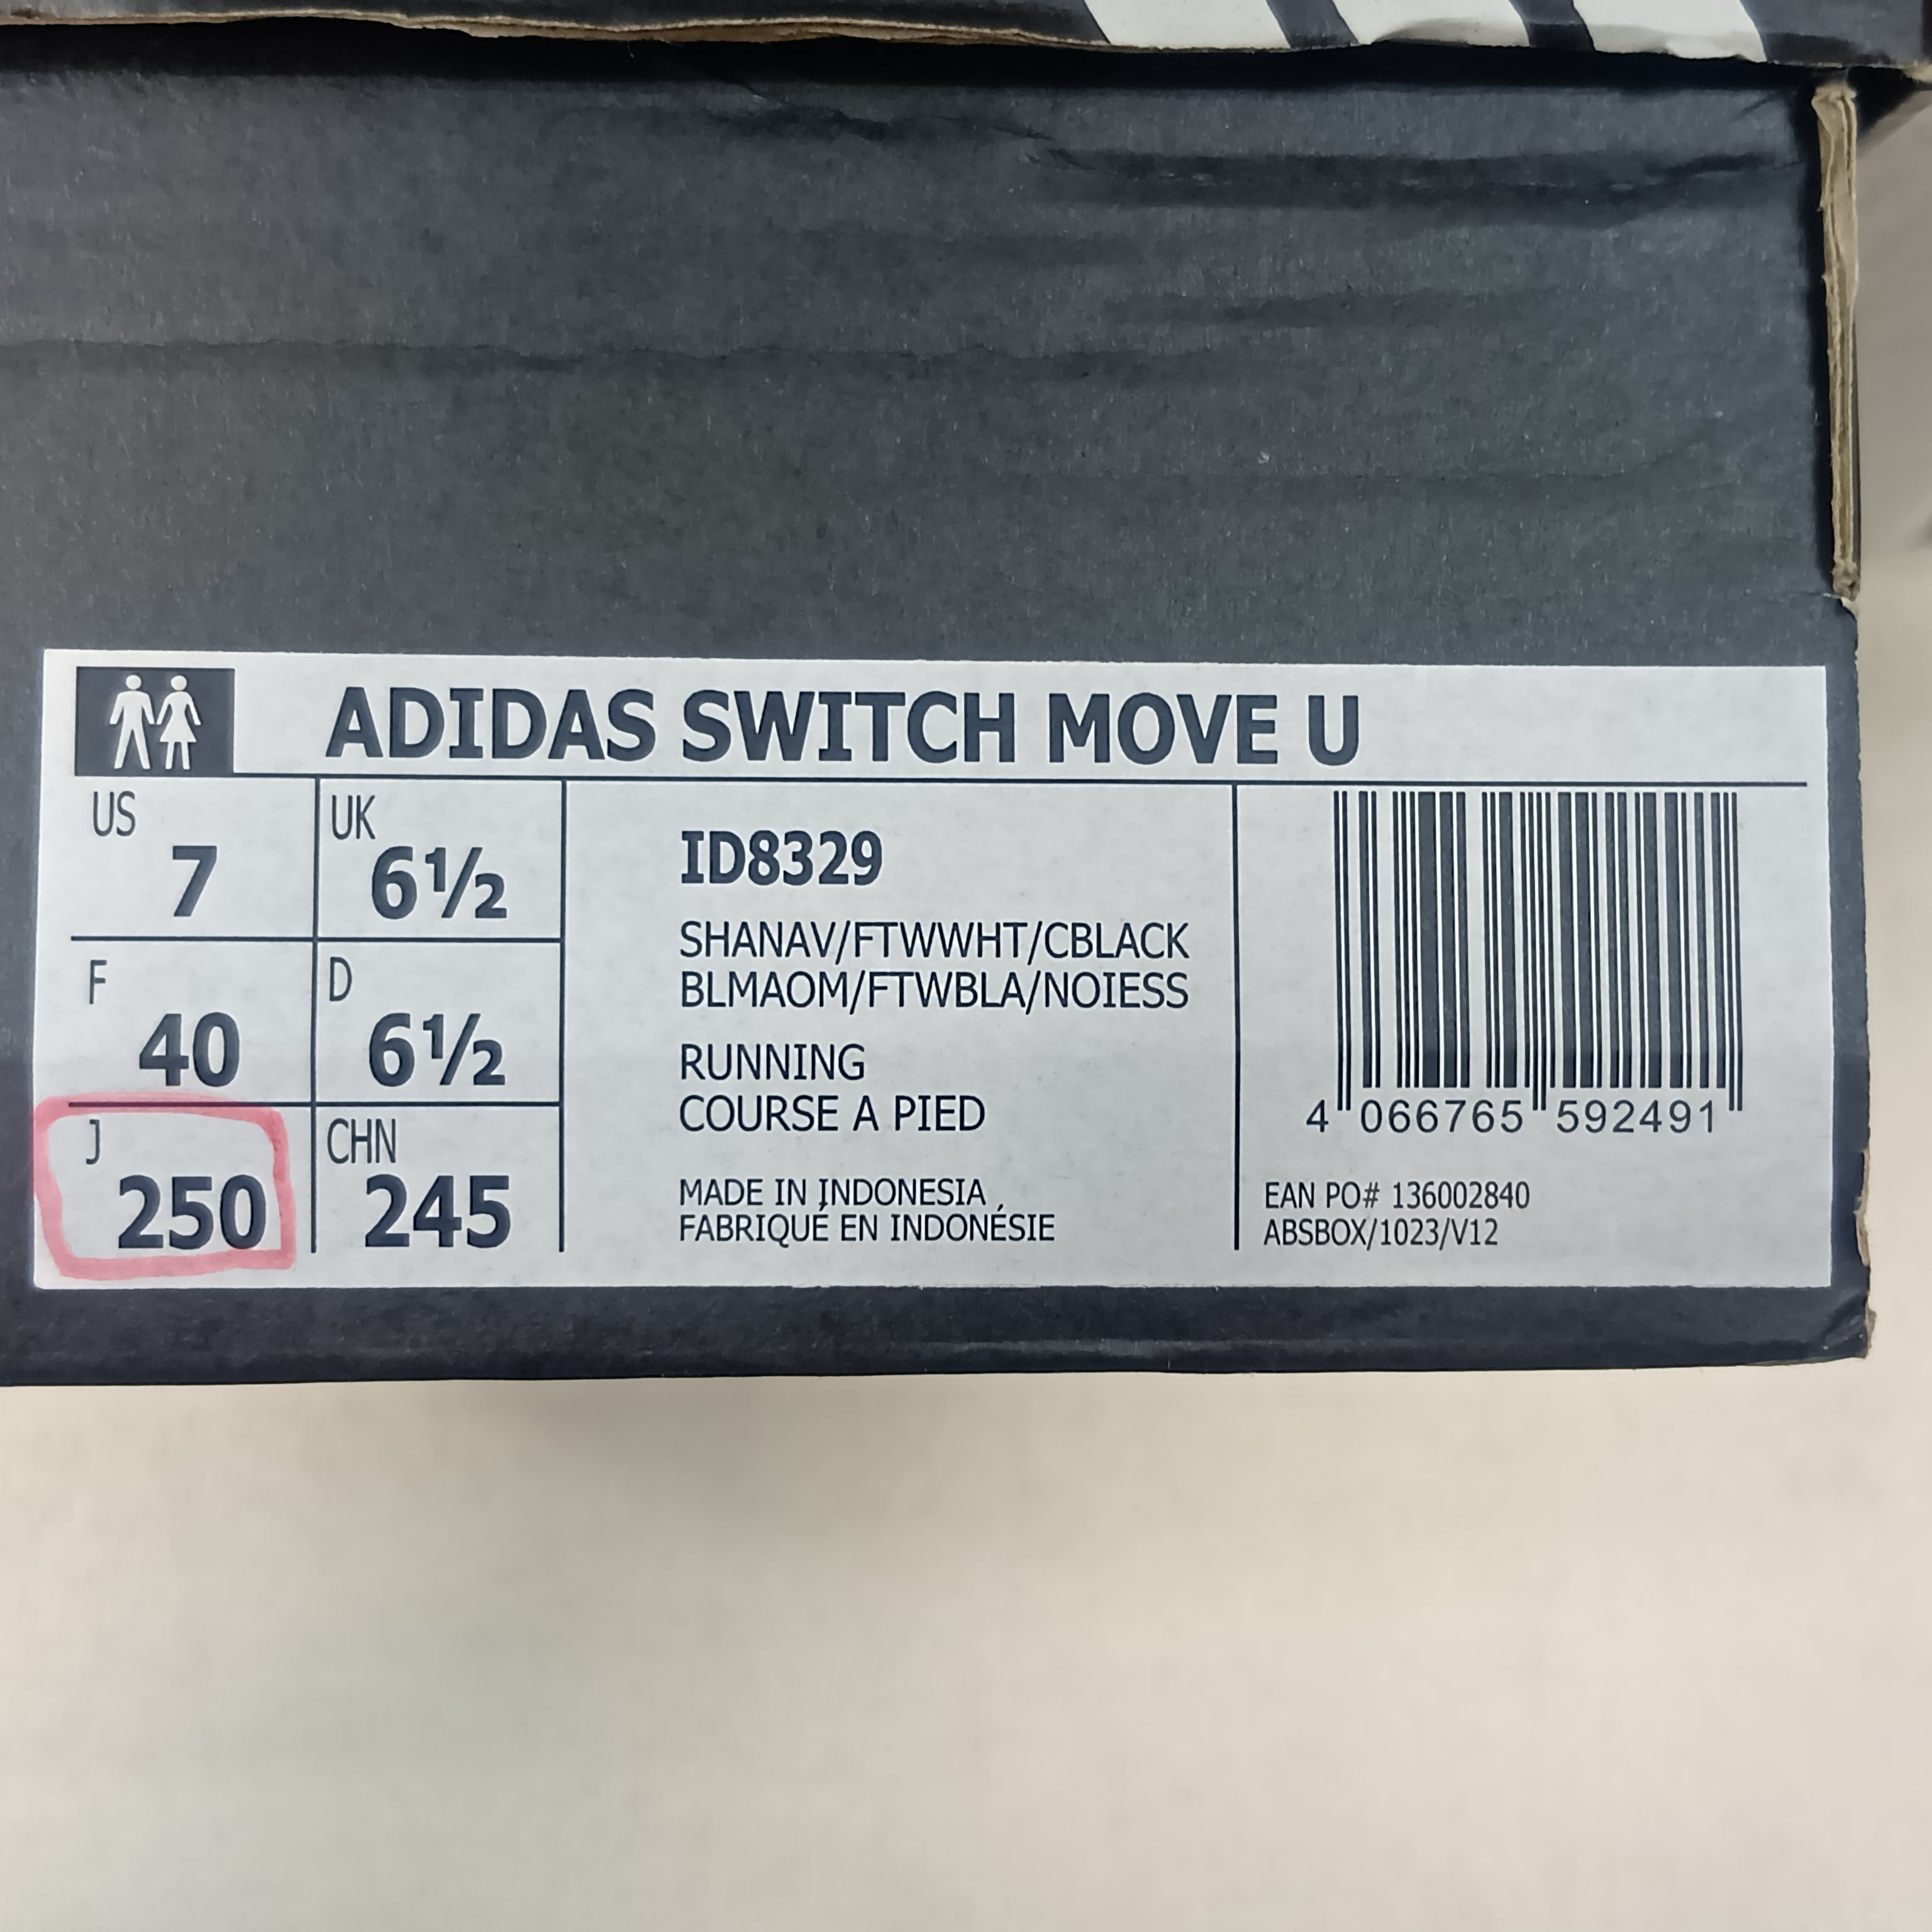 ADIDAS SWITCH MOVE U
US
7
UK
6½
F
40
D
6½
J
250
CHN
245
ID8329
SHANAV/FTWWHT/CBLACK
BLMAOM/FTWBLA/NOIESS
RUNNING
COURSE A PIED
MADE IN INDONESIA
FABRIQUÉ EN INDONÉSIE
4 066765 592491
EAN PO# 136002840
ABSBOX/1023/V12